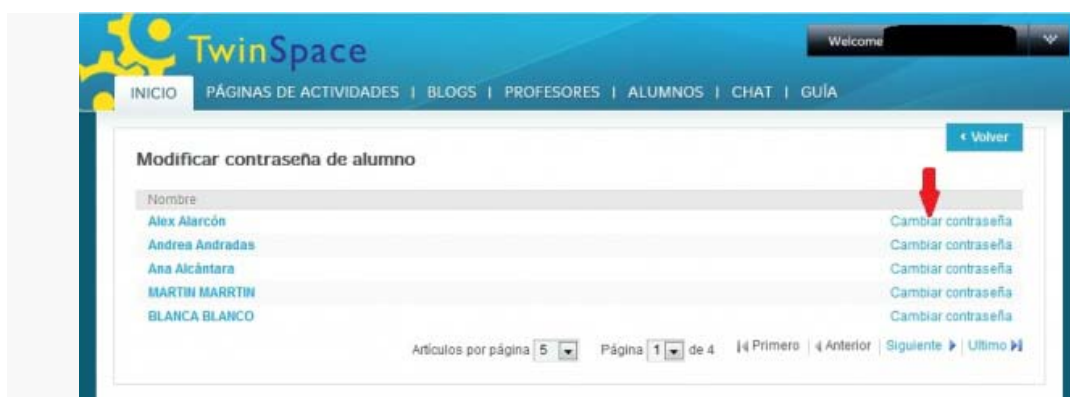 TwinSpace
Welcome
INICIO PÁGINAS DE ACTIVIDADES | BLOGS | PROFESORES | ALUMNOS | CHAT | GUÍA
‹ Volver
Modificar contraseña de alumno
Nombre
Alex Alarcón Cambiar contraseña
Andrea Andradas Cambiar contraseña
Ana Alcántara Cambiar contraseña
MARTIN MARRTIN Cambiar contraseña
BLANCA BLANCO Cambiar contraseña
Artículos por página 5 Página 1 de 4 Primero | Anterior | Siguiente | Ultimo